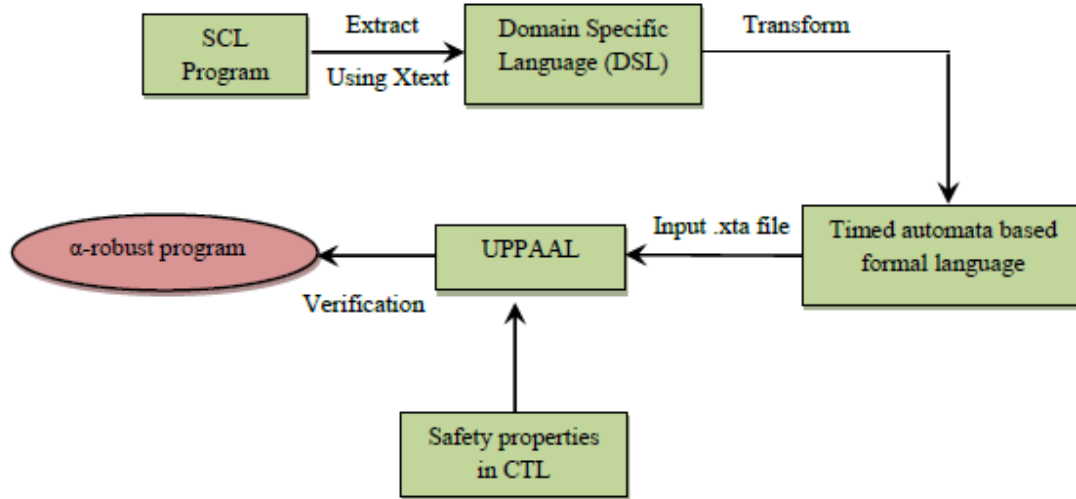 SCL
Program
Extract
Using Xtext
Domain Specific
Language (DSL)
Transform
Timed automata based
formal language
Input .xta file
UPPAAL
Verification
α-robust program
Safety properties
in CTL